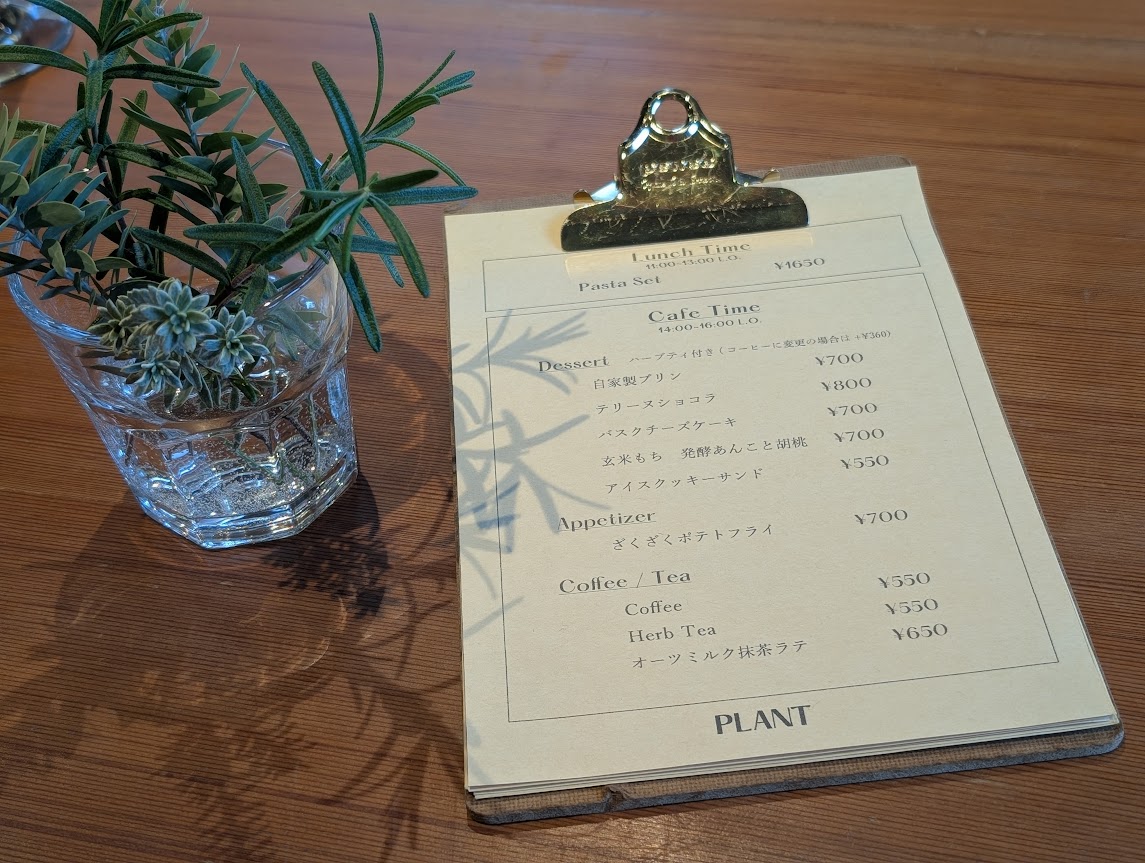 Lunch Time
11:00-13:00 L.O.
Pasta Set ¥1650
Cafe Time
14:00-16:00 L.O.
Dessert ハーブティ付き（コーヒーに変更の場合は +¥360）
自家製プリン ¥700
テリーヌショコラ ¥800
バスクチーズケーキ ¥700
玄米もち 発酵あんこと胡桃 ¥700
アイスクッキーサンド ¥550
Appetizer
ざくざくポテトフライ ¥700
Coffee / Tea
Coffee ¥550
Herb Tea ¥550
オーツミルク抹茶ラテ ¥650
PLANT